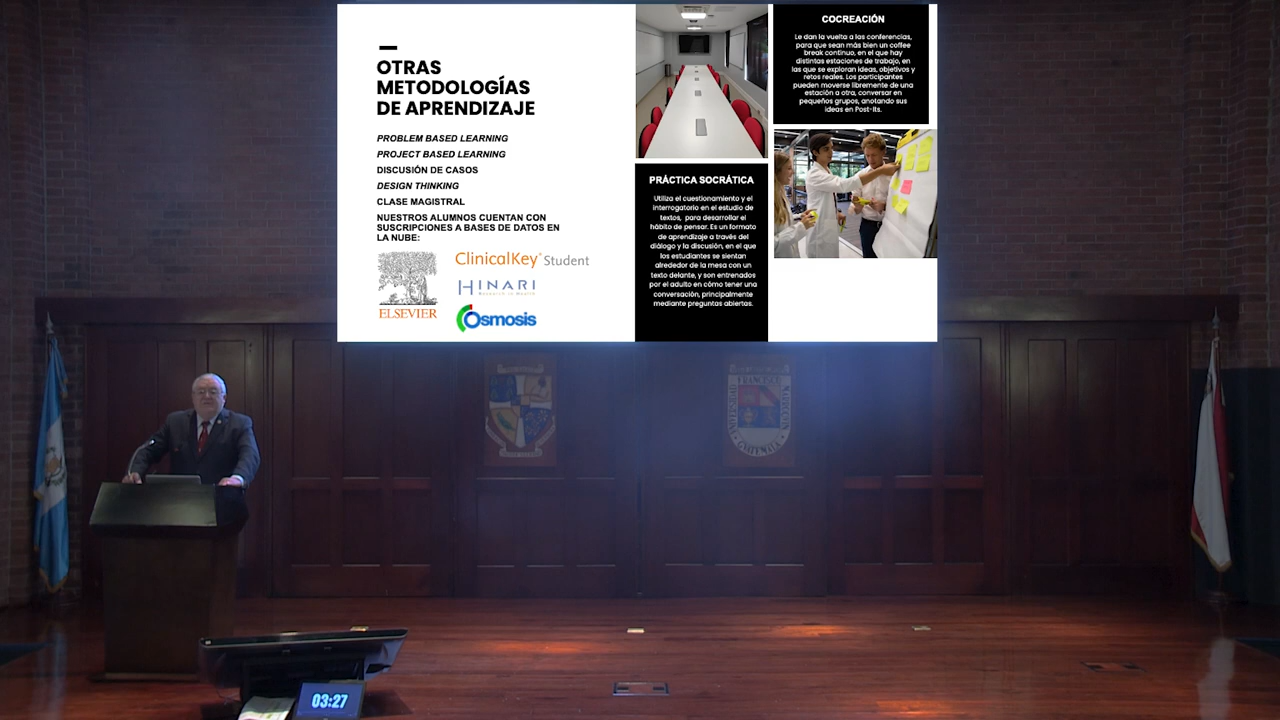 OTRAS
METODOLOGÍAS
DE APRENDIZAJE
PROBLEM BASED LEARNING
PROJECT BASED LEARNING
DISCUSIÓN DE CASOS
DESIGN THINKING
CLASE MAGISTRAL
NUESTROS ALUMNOS CUENTAN CON
SUSCRIPCIONES A BASES DE DATOS EN
LA NUBE:
ELSEVIER
ClinicalKey® Student
HINARI
Research in Health
Osmosis
PRÁCTICA SOCRÁTICA
Utiliza el cuestionamiento y el
interrogatorio en el estudio de
textos, para desarrollar el
hábito de pensar. Es un formato
de aprendizaje a través del
diálogo y la discusión, en el que
los estudiantes se sientan
alrededor de la mesa con un
texto delante, y son entrenados
por el adulto en cómo tener una
conversación, principalmente
mediante preguntas abiertas.
COCREACIÓN
Le dan la vuelta a las conferencias,
para que sean más bien un coffee
break continuo, en el que hay
distintas estaciones de trabajo, en
las que se exploran ideas, objetivos y
retos reales. Los participantes
pueden moverse libremente de una
estación a otra, conversar en
pequeños grupos, anotando sus
ideas en Post-Its.
UNIVERSIDAD FRANCISCO MARROQUÍN
GUATEMALA
03:27